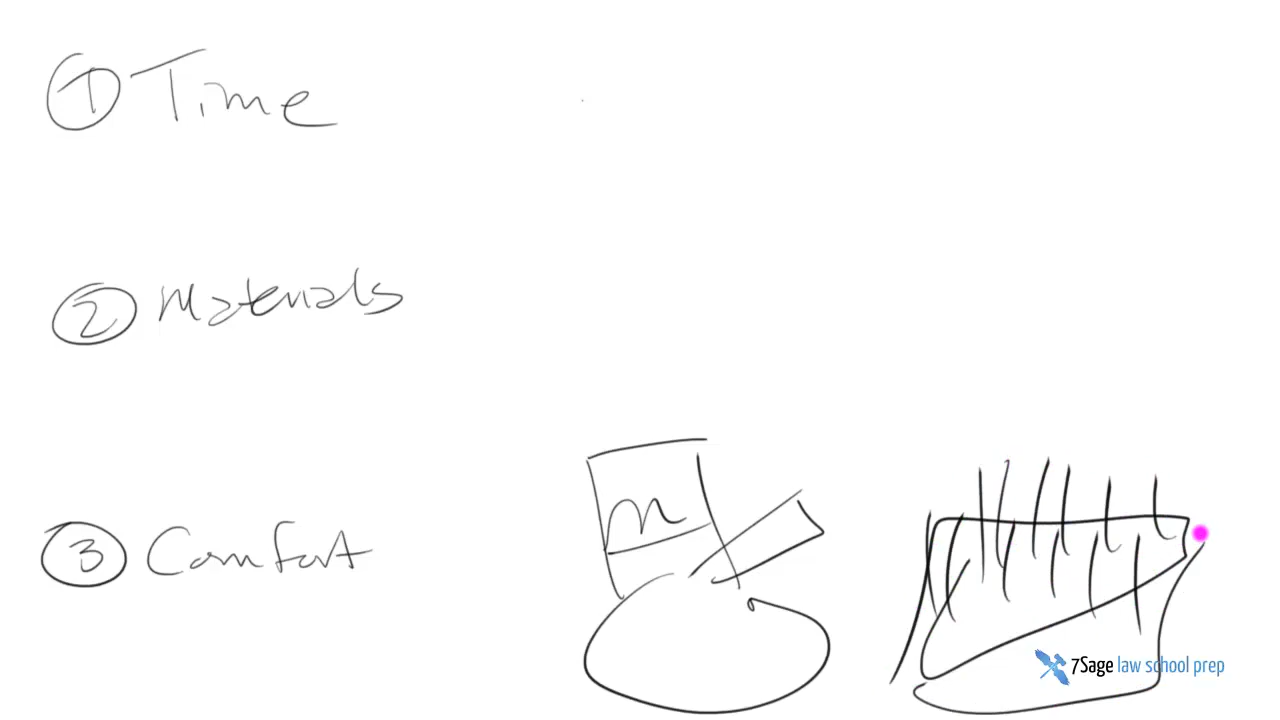 ① Time
② Materials
③ Comfort
m
7Sage law school prep